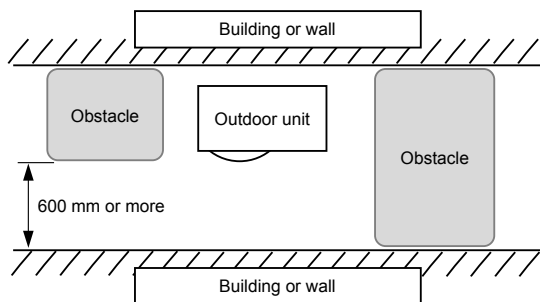 Building or wall
Obstacle
Outdoor unit
Obstacle
600 mm or more
Building or wall